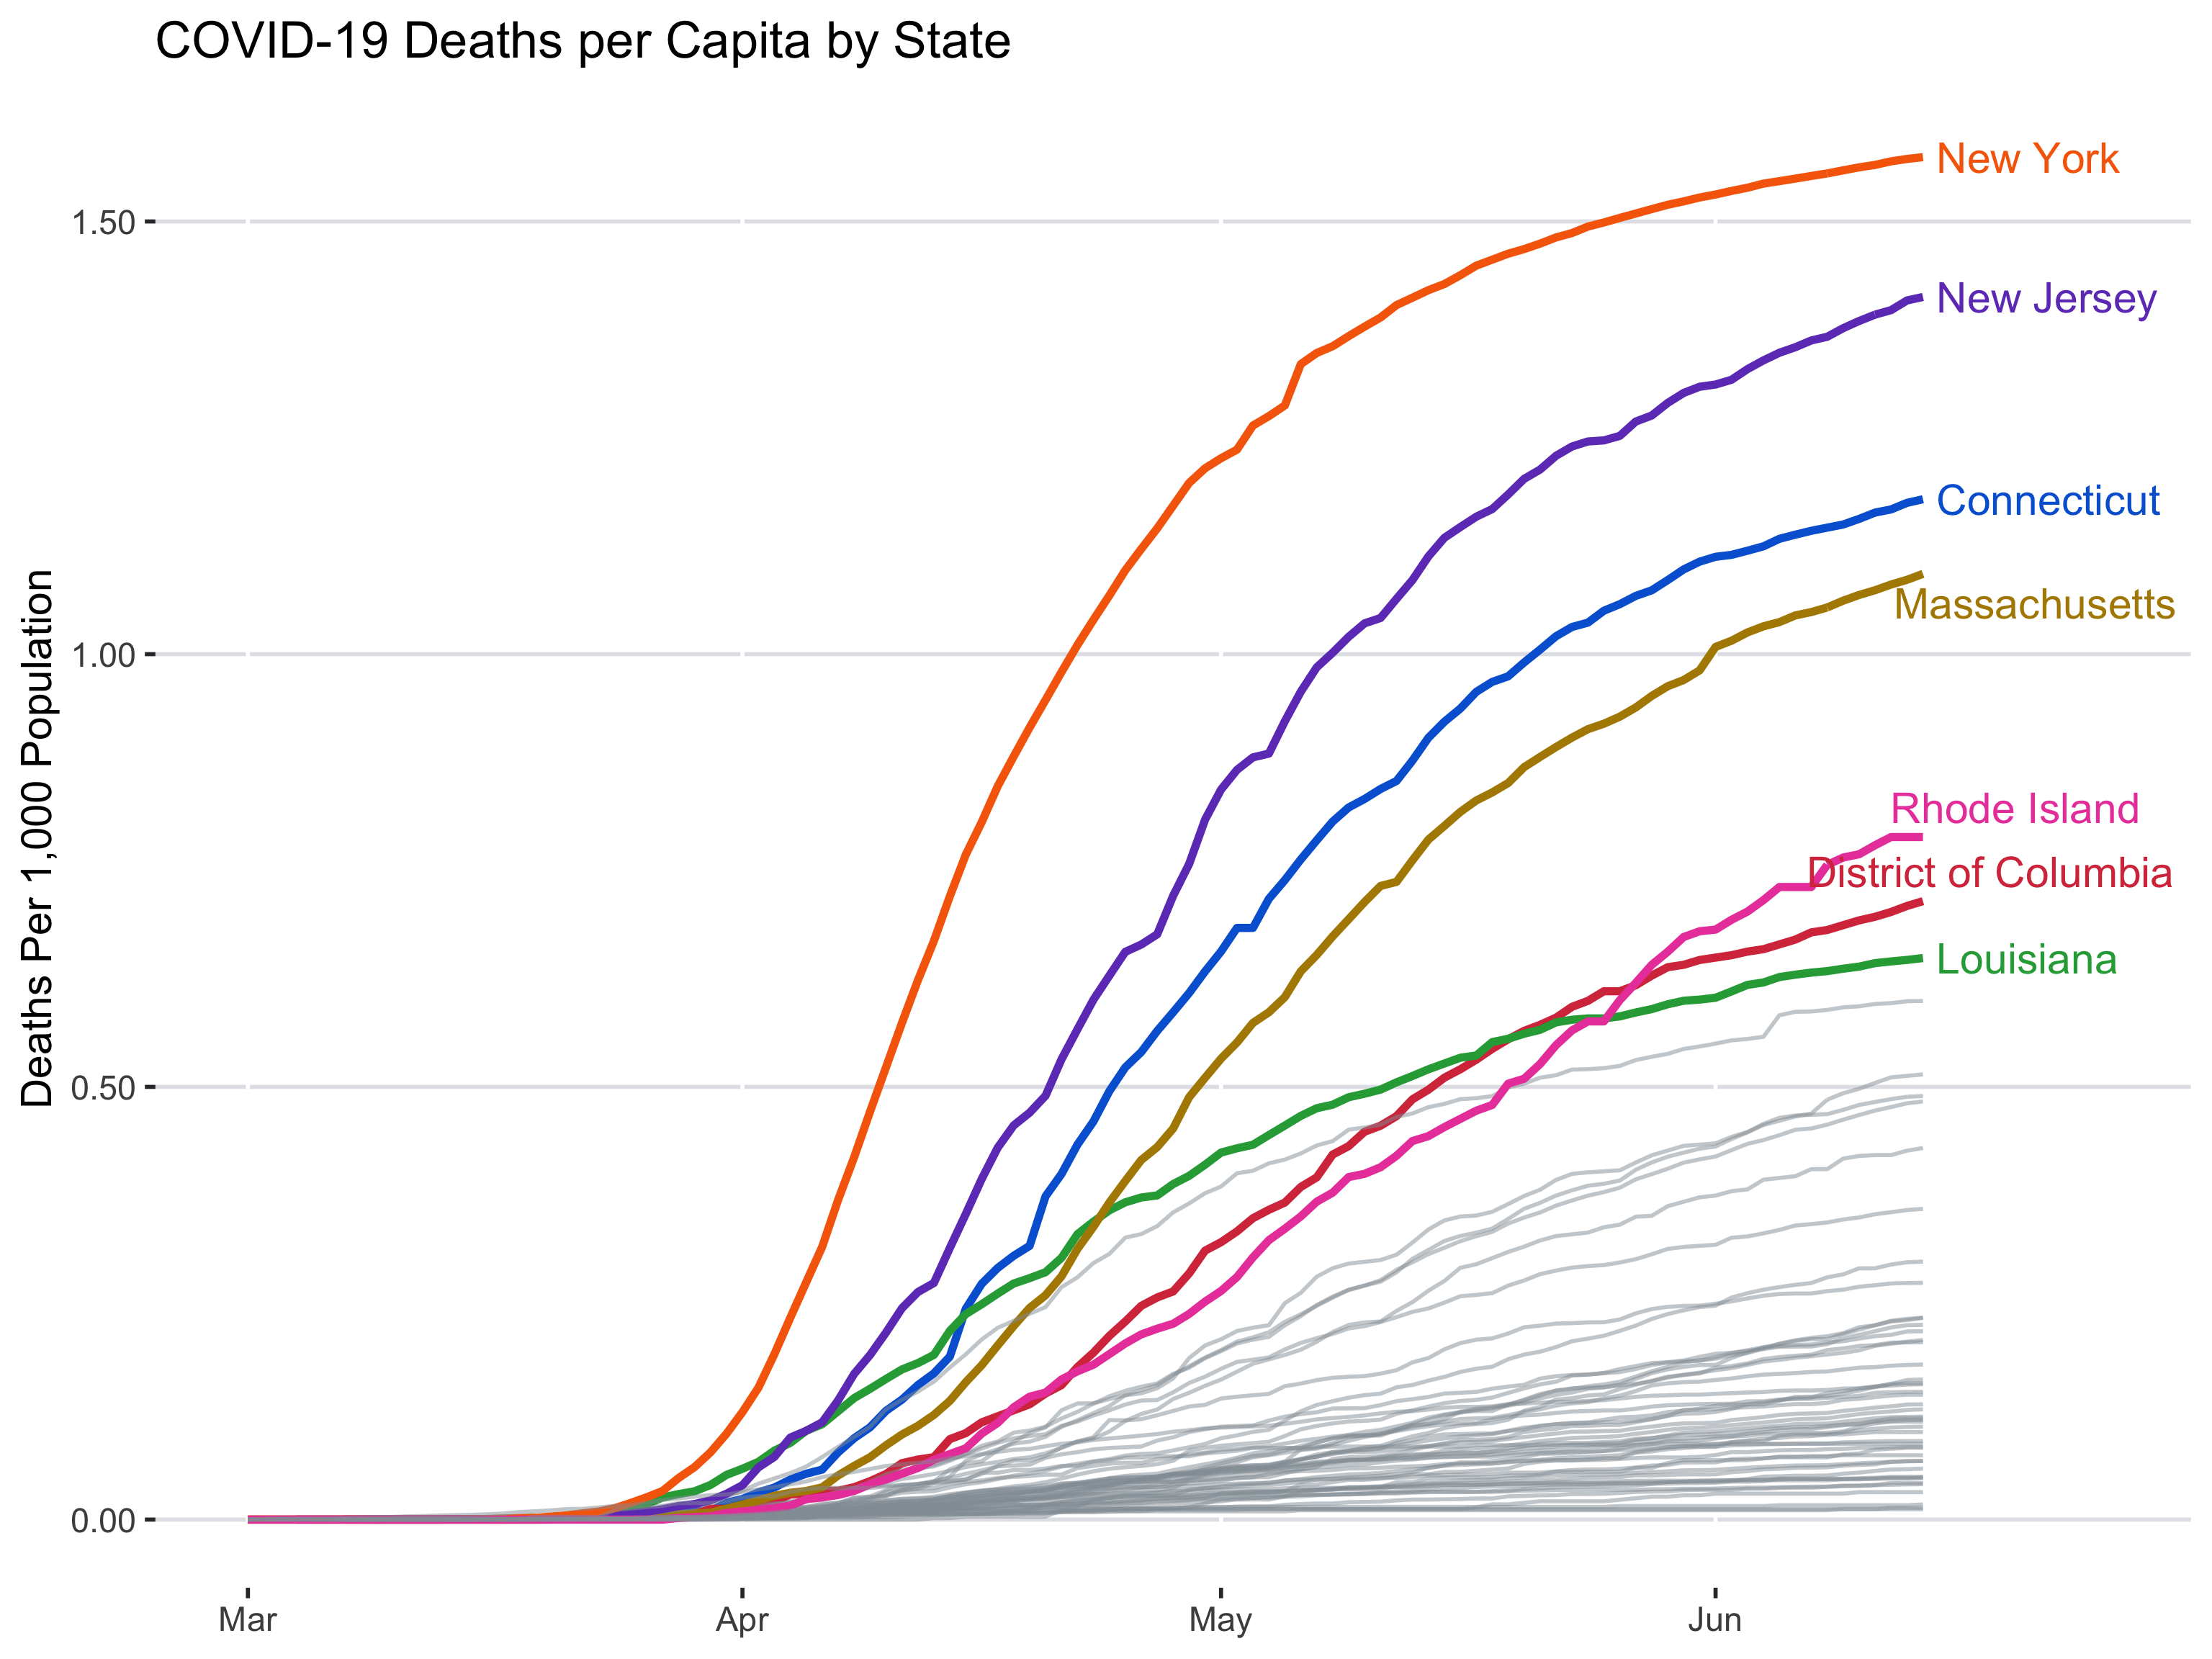 COVID-19 Deaths per Capita by State
Deaths Per 1,000 Population
1.50
1.00
0.50
0.00
Mar
Apr
May
Jun
New York
New Jersey
Connecticut
Massachusetts
Rhode Island
District of Columbia
Louisiana